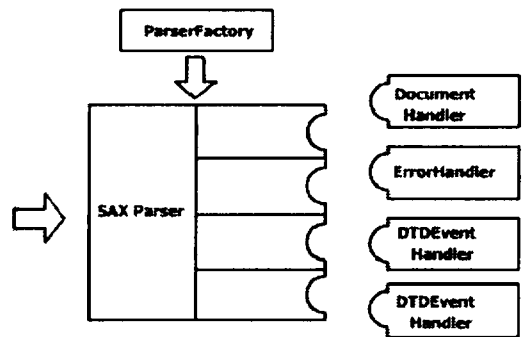 ParserFactory
Document
Handler
ErrorHandler
SAX Parser
DTDEvent
Handler
DTDEvent
Handler